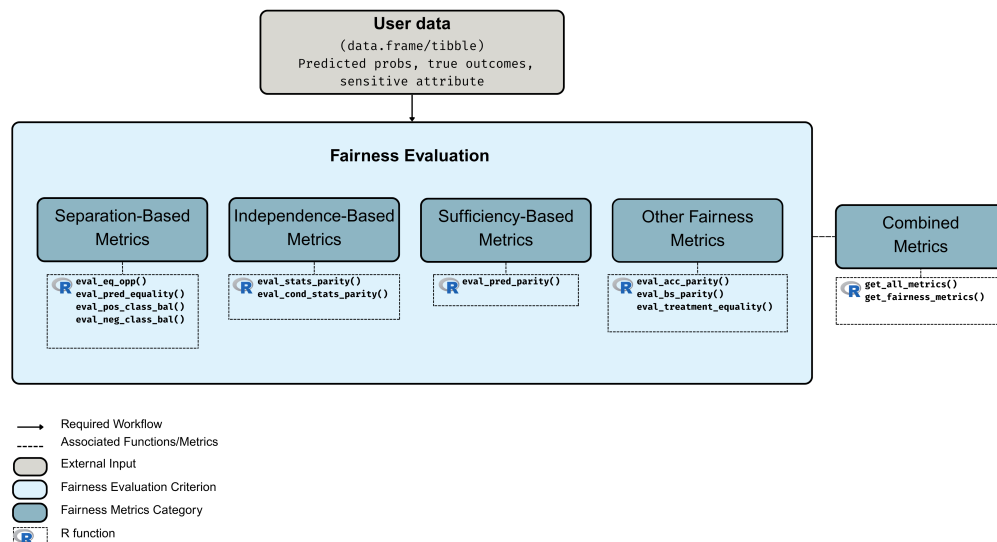 User data
(data.frame/tibble)
Predicted probs, true outcomes,
sensitive attribute
Fairness Evaluation
Separation-Based
Metrics
R eval_eq_opp()
eval_pred_equality()
eval_pos_class_bal()
eval_neg_class_bal()
Independence-Based
Metrics
R eval_stats_parity()
eval_cond_stats_parity()
Sufficiency-Based
Metrics
R eval_pred_parity()
Other Fairness
Metrics
R eval_acc_parity()
eval_bs_parity()
eval_treatment_equality()
Combined
Metrics
R get_all_metrics()
get_fairness_metrics()
Required Workflow
Associated Functions/Metrics
External Input
Fairness Evaluation Criterion
Fairness Metrics Category
R R function